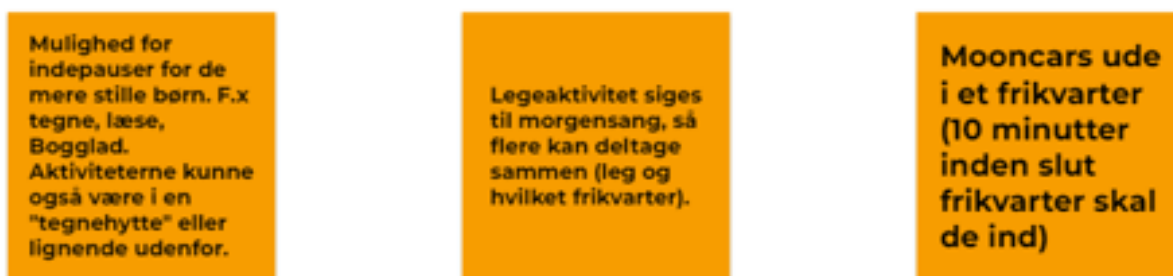 Mulighed for
indepauser for de
mere stille børn. F.x
tegne, læse,
Bogglad.
Aktiviteterne kunne
også være i en
"tegnehytte" eller
lignende udenfor.
Legeaktivitet siges
til morgensang, så
flere kan deltage
sammen (leg og
hvilket frikvarter).
Mooncars ude
i et frikvarter
(10 minutter
inden slut
frikvarter skal
de ind)